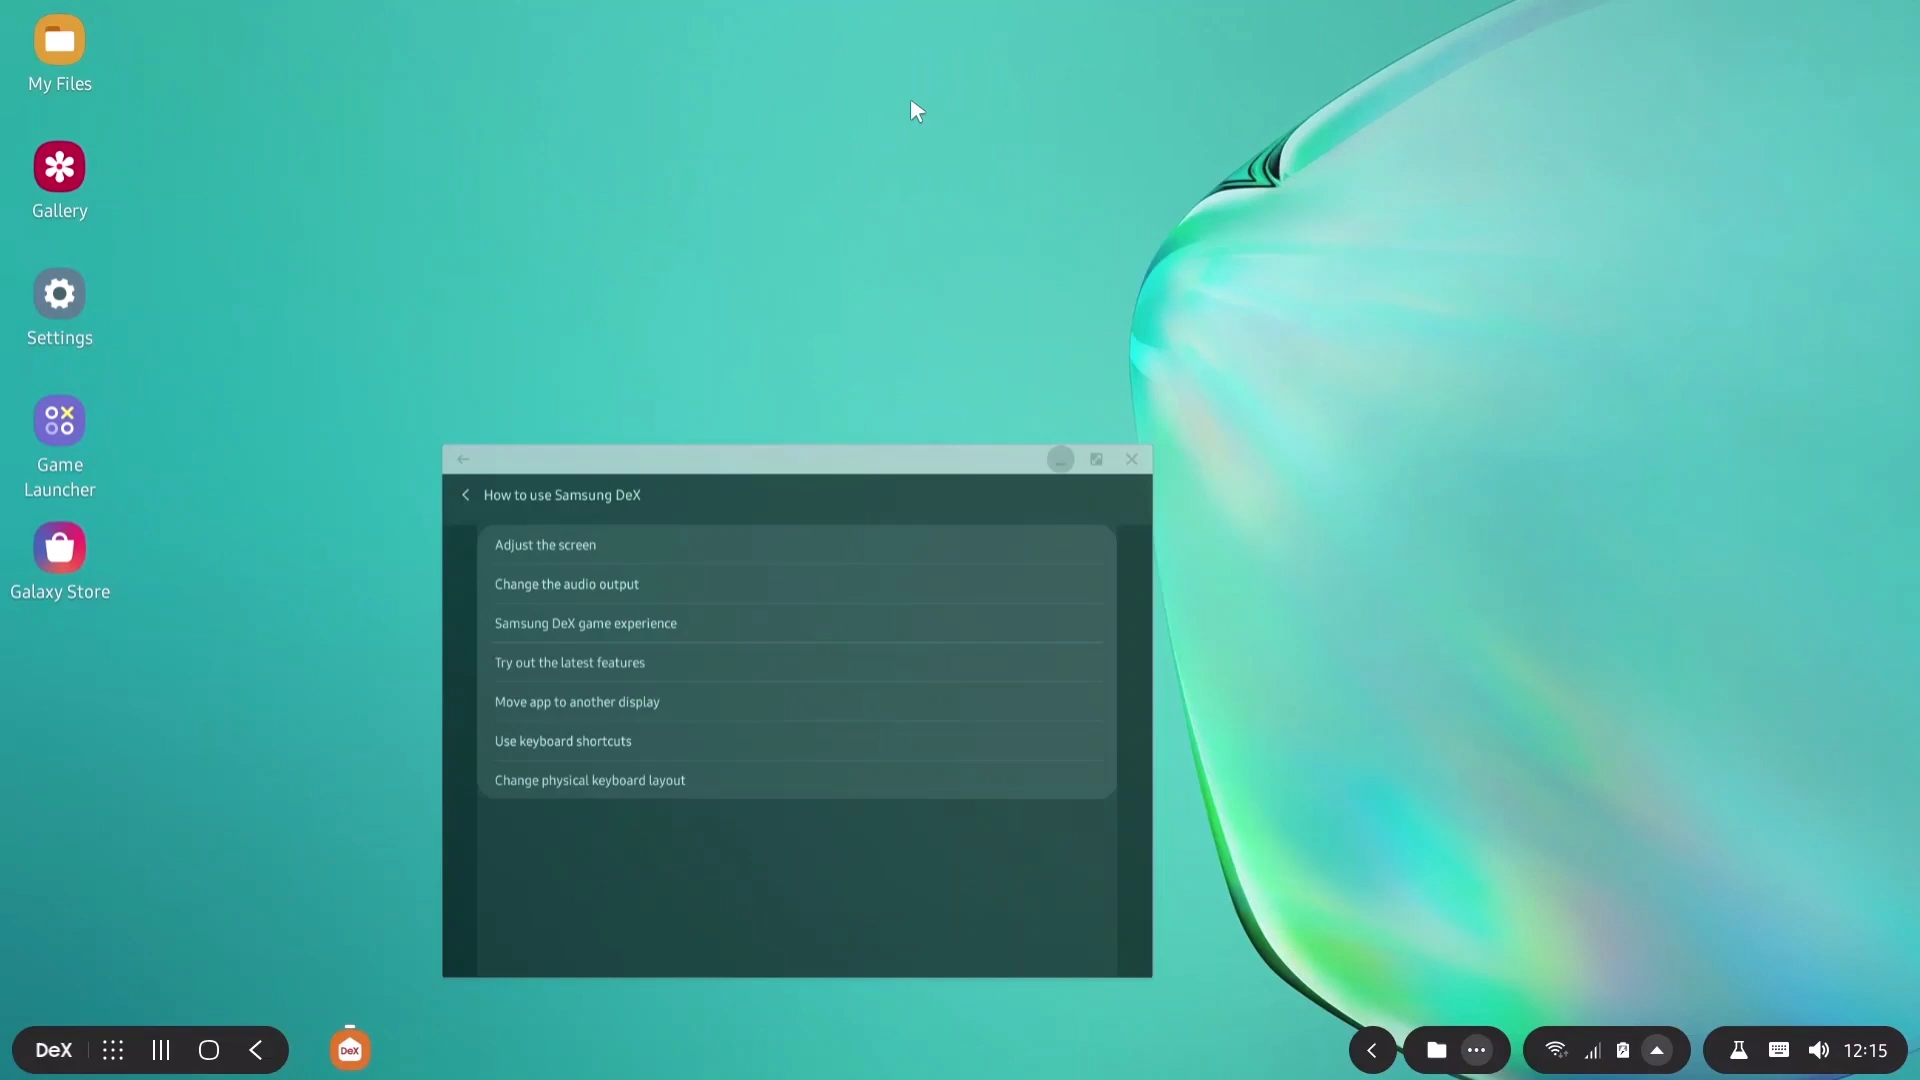 My Files
Gallery
Settings
Game
Launcher
Galaxy Store
How to use Samsung DeX
Adjust the screen
Change the audio output
Samsung DeX game experience
Try out the latest features
Move app to another display
Use keyboard shortcuts
Change physical keyboard layout
DeX
DeX
12:15